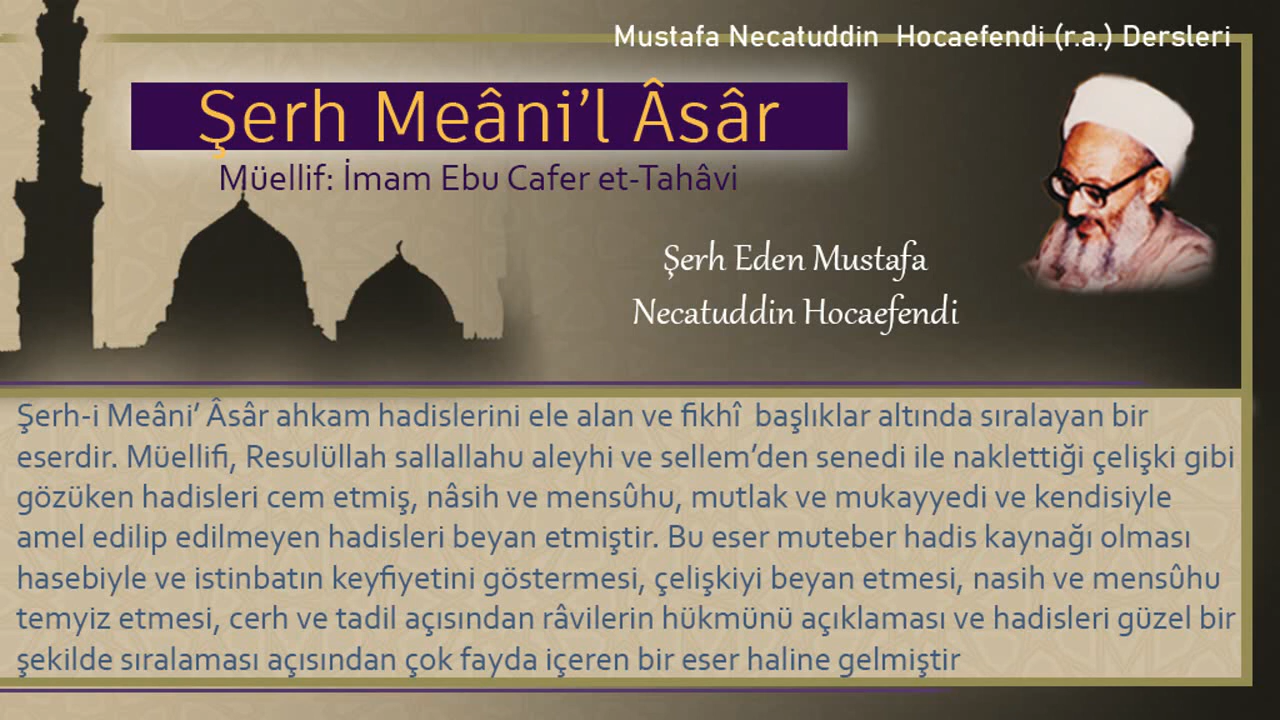 Mustafa Necatuddin Hocaefendi (r.a.) Dersleri
Şerh Meâni’l Âsâr
Müellif: İmam Ebu Cafer et-Tahâvi
Şerh Eden Mustafa
Necatuddin Hocaefendi
Şerh-i Meâni’ Âsâr ahkam hadislerini ele alan ve fikhî başlıklar altında sıralayan bir
eserdir. Müellifi, Resulüllah sallallahu aleyhi ve sellem’den senedi ile naklettiği çelişki gibi
gözüken hadisleri cem etmiş, nâsih ve mensûhu, mutlak ve mukayyedi ve kendisiyle
amel edilip edilmeyen hadisleri beyan etmiştir. Bu eser muteber hadis kaynağı olması
hasebiyle ve istinbatın keyfiyetini göstermesi, çelişkiyi beyan etmesi, nasih ve mensûhu
temyiz etmesi, cerh ve tadil açısından râvilerin hükmünü açıklaması ve hadisleri güzel bir
şekilde sıralaması açısından çok fayda içeren bir eser haline gelmiştir